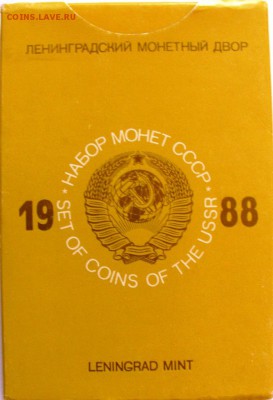 COINS.LAVE.RU
ЛЕНИНГРАДСКИЙ МОНЕТНЫЙ ДВОР
НАБОР МОНЕТ СССР
19 88
SET OF COINS OF THE USSR
LENINGRAD MINT